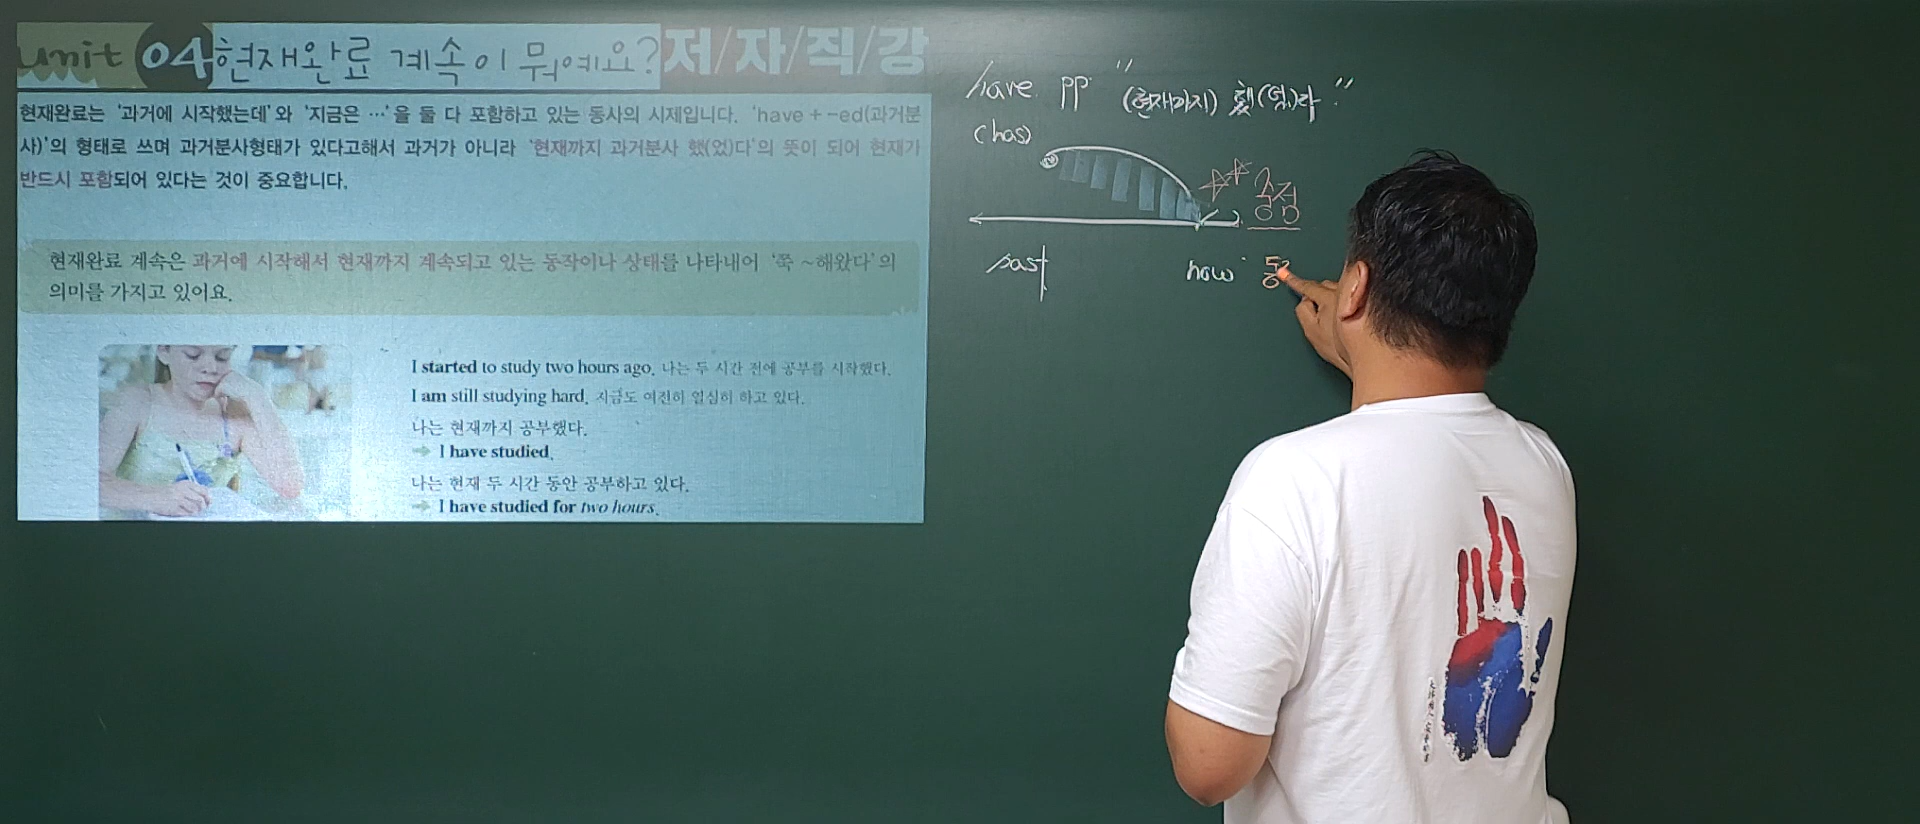 unit 04 현재완료 계속이 뭐예요? 저/자/직/강
현재완료는 '과거에 시작했는데'와 '지금은 …'을 둘 다 포함하고 있는 동사의 시제입니다. 'have + -ed(과거분
사)'의 형태로 쓰며 과거분사형태가 있다고해서 과거가 아니라 '현재까지 과거분사 했(었)다'의 뜻이 되어 현재가
반드시 포함되어 있다는 것이 중요합니다.
현재완료 계속은 과거에 시작해서 현재까지 계속되고 있는 동작이나 상태를 나타내어 '쭉 ~해왔다'의
의미를 가지고 있어요.
I started to study two hours ago. 나는 두 시간 전에 공부를 시작했다.
I am still studying hard. 지금도 여전히 열심히 하고 있다.
나는 현재까지 공부했다.
➔ I have studied.
나는 현재 두 시간 동안 공부하고 있다.
➔ I have studied for two hours.
have pp "(현재까지) 했(었)다."
(has)
중점
past now 동